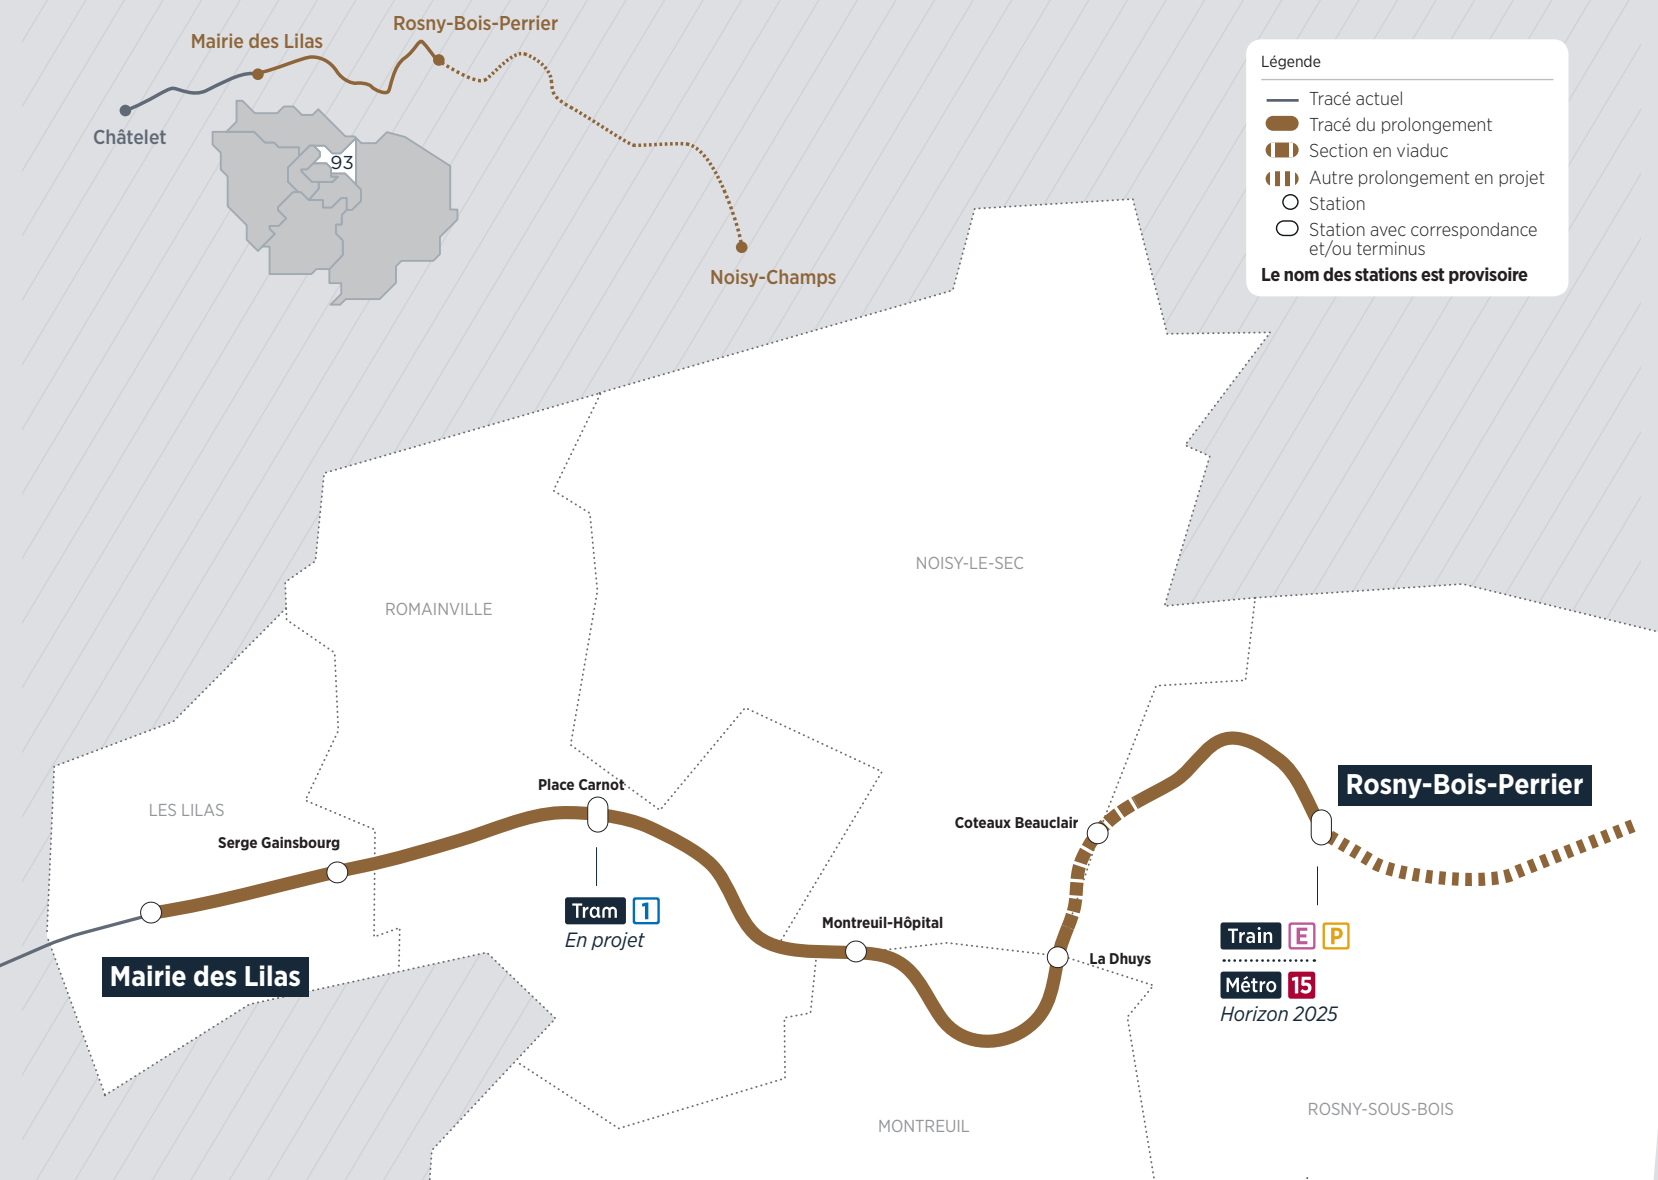 Rosny-Bois-Perrier
Mairie des Lilas
Châtelet
93
Noisy-Champs
Légende
Tracé actuel
Tracé du prolongement
Section en viaduc
Autre prolongement en projet
Station
Station avec correspondance
et/ou terminus
Le nom des stations est provisoire
NOISY-LE-SEC
ROMAINVILLE
LES LILAS
Place Carnot
Rosny-Bois-Perrier
Serge Gainsbourg
Coteaux Beauclair
Tram 1
En projet
Montreuil-Hôpital
La Dhuys
Mairie des Lilas
Train E P
Métro 15
Horizon 2025
ROSNY-SOUS-BOIS
MONTREUIL